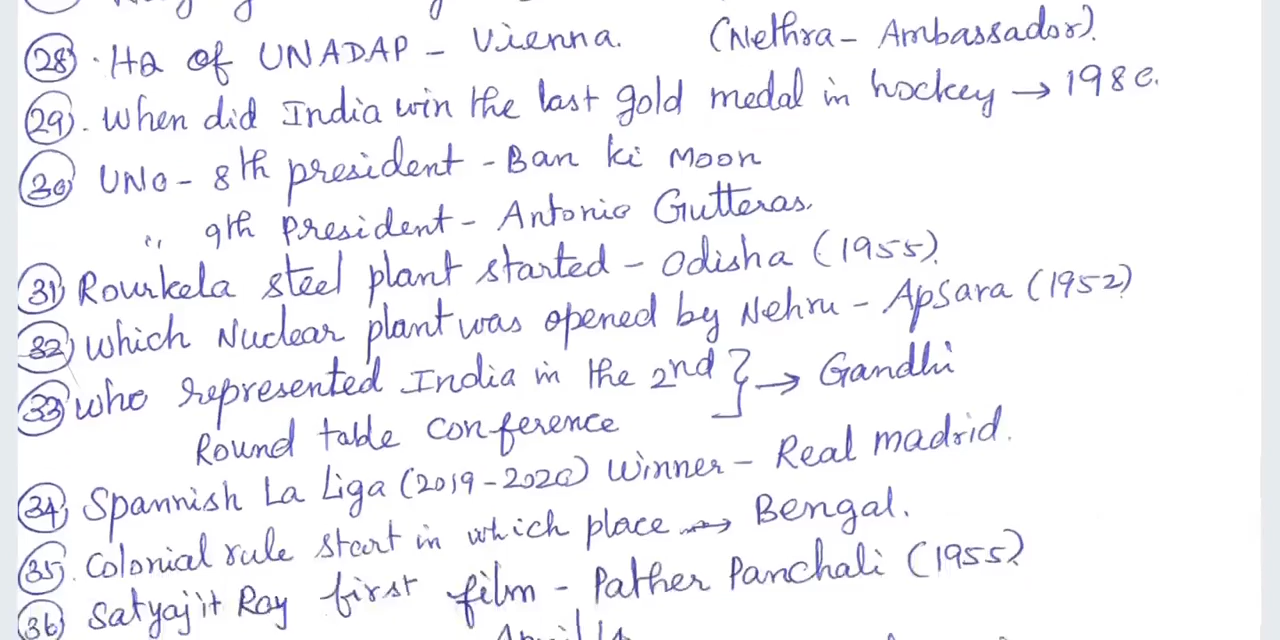 28. HQ of UNADAP - Vienna. (Nethra - Ambassador).
29. When did India win the last gold medal in hockey → 1980.
30 UNO - 8th president - Ban ki Moon
" 9th President - Antonio Gutteras.
31) Rourkela steel plant started - Odisha (1955).
32) Which Nuclear plant was opened by Nehru - Apsara (1952)
33 Who represented India in the 2nd } → Gandhi
Round table conference
34) Spannish La Liga (2019-2020) Winner - Real madrid.
35. Colonial rule start in which place → Bengal.
36) Satyajit Ray first film - Pather Panchali (1955)